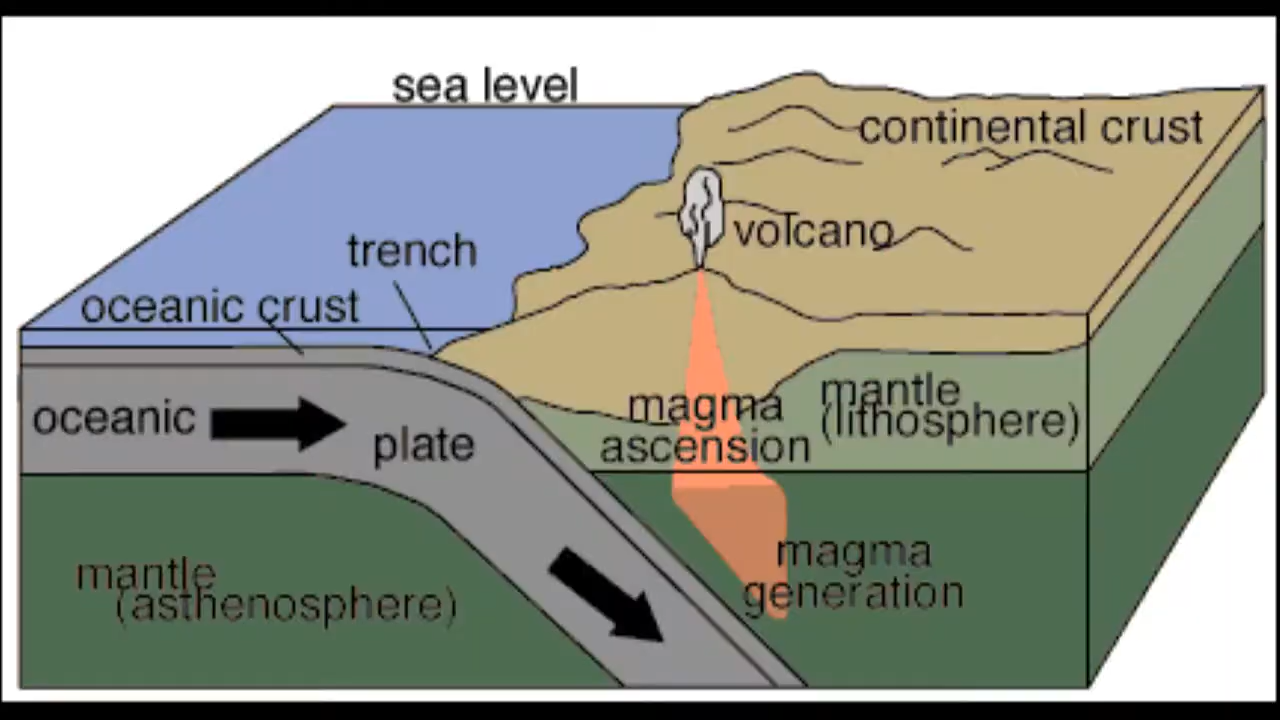 sea level
continental crust
volcano
trench
oceanic crust
oceanic
plate
magma
ascension
mantle
(lithosphere)
mantle
(asthenosphere)
magma
generation